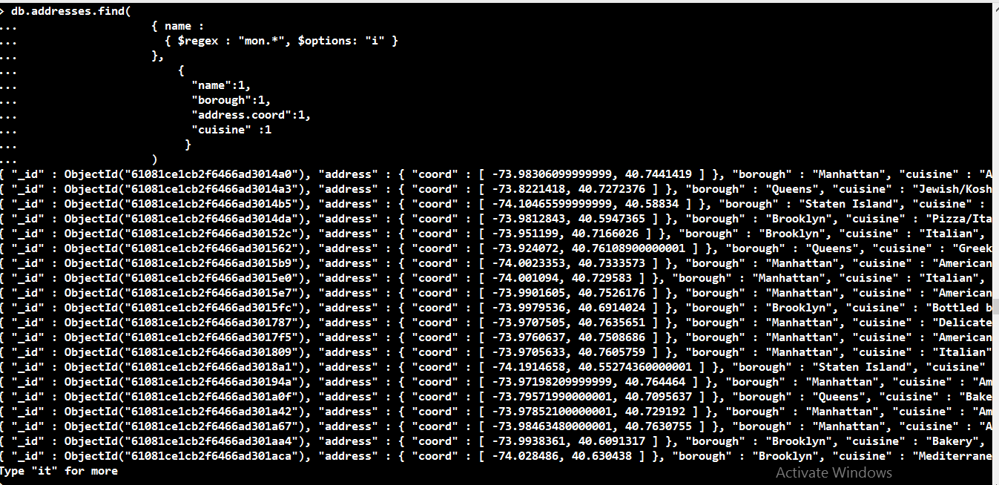 > db.addresses.find(
... { name :
... { $regex : "mon.*", $options: "i" }
... },
... {
... "name":1,
... "borough":1,
... "address.coord":1,
... "cuisine" :1
... }
... )
{ "_id" : ObjectId("61081ce1cb2f6466ad3014a0"), "address" : { "coord" : [ -73.98306099999999, 40.7441419 ] }, "borough" : "Manhattan", "cuisine" : "A
{ "_id" : ObjectId("61081ce1cb2f6466ad3014a3"), "address" : { "coord" : [ -73.8221418, 40.7272376 ] }, "borough" : "Queens", "cuisine" : "Jewish/Kosh
{ "_id" : ObjectId("61081ce1cb2f6466ad3014b5"), "address" : { "coord" : [ -74.10465599999999, 40.58834 ] }, "borough" : "Staten Island", "cuisine" :
{ "_id" : ObjectId("61081ce1cb2f6466ad3014da"), "address" : { "coord" : [ -73.9812843, 40.5947365 ] }, "borough" : "Brooklyn", "cuisine" : "Pizza/Ita
{ "_id" : ObjectId("61081ce1cb2f6466ad30152c"), "address" : { "coord" : [ -73.951199, 40.7166026 ] }, "borough" : "Brooklyn", "cuisine" : "Italian",
{ "_id" : ObjectId("61081ce1cb2f6466ad301562"), "address" : { "coord" : [ -73.924072, 40.76108900000001 ] }, "borough" : "Queens", "cuisine" : "Greek
{ "_id" : ObjectId("61081ce1cb2f6466ad3015b9"), "address" : { "coord" : [ -74.0023353, 40.7333573 ] }, "borough" : "Manhattan", "cuisine" : "American
{ "_id" : ObjectId("61081ce1cb2f6466ad3015e0"), "address" : { "coord" : [ -74.001094, 40.729583 ] }, "borough" : "Manhattan", "cuisine" : "Italian",
{ "_id" : ObjectId("61081ce1cb2f6466ad3015e7"), "address" : { "coord" : [ -73.9901605, 40.7526176 ] }, "borough" : "Manhattan", "cuisine" : "American
{ "_id" : ObjectId("61081ce1cb2f6466ad3015fc"), "address" : { "coord" : [ -73.9979536, 40.6914024 ] }, "borough" : "Brooklyn", "cuisine" : "Bottled b
{ "_id" : ObjectId("61081ce1cb2f6466ad301787"), "address" : { "coord" : [ -73.9707505, 40.7635651 ] }, "borough" : "Manhattan", "cuisine" : "Delicate
{ "_id" : ObjectId("61081ce1cb2f6466ad3017f5"), "address" : { "coord" : [ -73.9760637, 40.7508686 ] }, "borough" : "Manhattan", "cuisine" : "American
{ "_id" : ObjectId("61081ce1cb2f6466ad301809"), "address" : { "coord" : [ -73.9705633, 40.7605759 ] }, "borough" : "Manhattan", "cuisine" : "Italian"
{ "_id" : ObjectId("61081ce1cb2f6466ad3018a1"), "address" : { "coord" : [ -74.1914658, 40.55274360000001 ] }, "borough" : "Staten Island", "cuisine"
{ "_id" : ObjectId("61081ce1cb2f6466ad30194a"), "address" : { "coord" : [ -73.97198209999999, 40.764464 ] }, "borough" : "Manhattan", "cuisine" : "Am
{ "_id" : ObjectId("61081ce1cb2f6466ad301a0f"), "address" : { "coord" : [ -73.79571990000001, 40.7095637 ] }, "borough" : "Queens", "cuisine" : "Bake
{ "_id" : ObjectId("61081ce1cb2f6466ad301a42"), "address" : { "coord" : [ -73.97852100000001, 40.729192 ] }, "borough" : "Manhattan", "cuisine" : "Am
{ "_id" : ObjectId("61081ce1cb2f6466ad301a67"), "address" : { "coord" : [ -73.98463480000001, 40.7630755 ] }, "borough" : "Manhattan", "cuisine" : "A
{ "_id" : ObjectId("61081ce1cb2f6466ad301aa4"), "address" : { "coord" : [ -73.9938361, 40.6091317 ] }, "borough" : "Brooklyn", "cuisine" : "Bakery",
{ "_id" : ObjectId("61081ce1cb2f6466ad301aca"), "address" : { "coord" : [ -74.028486, 40.630438 ] }, "borough" : "Brooklyn", "cuisine" : "Mediterrane
Type "it" for more
Activate Windows